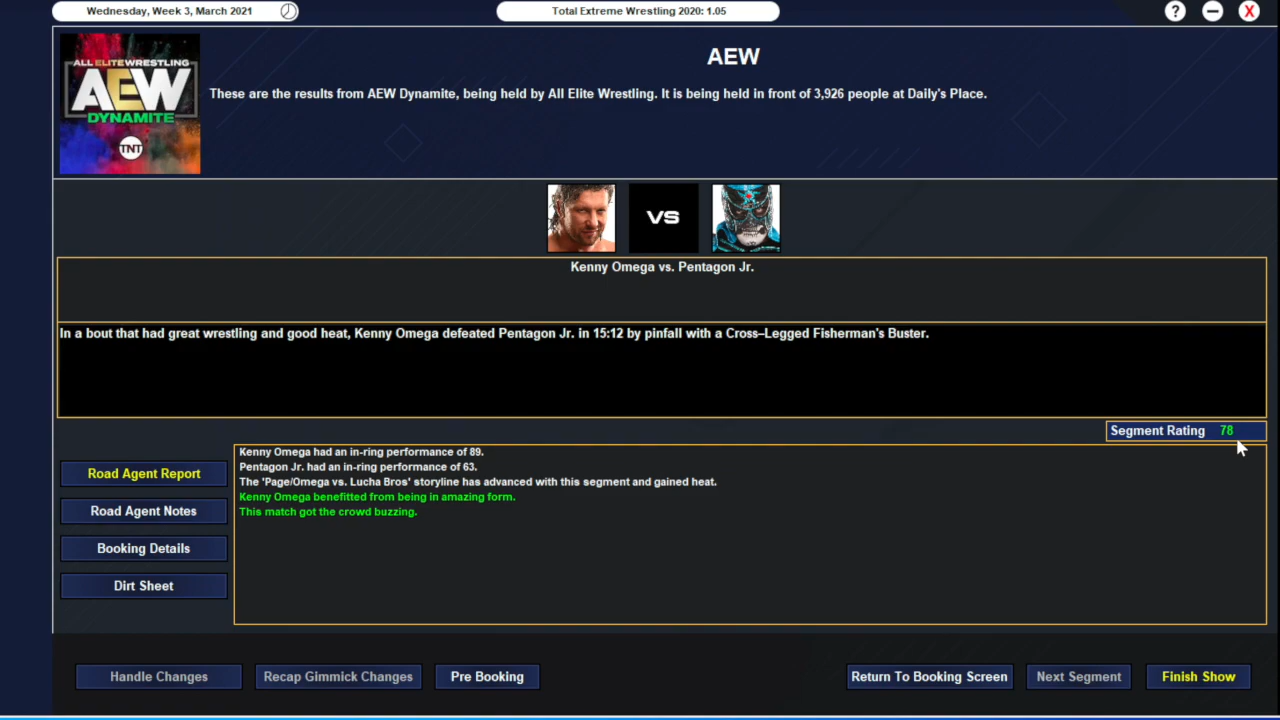 Wednesday, Week 3, March 2021
Total Extreme Wrestling 2020: 1.05
?
X
ALL ELITE WRESTLING
AEW
DYNAMITE
TNT
AEW
These are the results from AEW Dynamite, being held by All Elite Wrestling. It is being held in front of 3,926 people at Daily's Place.
VS
Kenny Omega vs. Pentagon Jr.
In a bout that had great wrestling and good heat, Kenny Omega defeated Pentagon Jr. in 15:12 by pinfall with a Cross-Legged Fisherman's Buster.
Segment Rating 78
Road Agent Report
Road Agent Notes
Booking Details
Dirt Sheet
Kenny Omega had an in-ring performance of 89.
Pentagon Jr. had an in-ring performance of 63.
The 'Page/Omega vs. Lucha Bros' storyline has advanced with this segment and gained heat.
Kenny Omega benefitted from being in amazing form.
This match got the crowd buzzing.
Handle Changes
Recap Gimmick Changes
Pre Booking
Return To Booking Screen
Next Segment
Finish Show